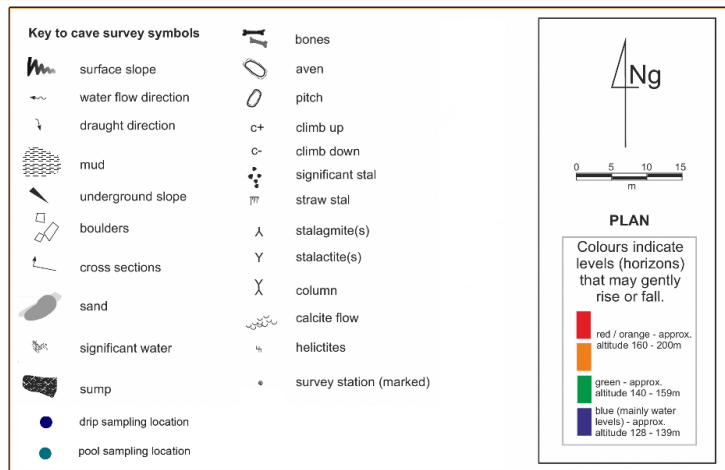 Key to cave survey symbols
surface slope
water flow direction
draught direction
mud
underground slope
boulders
cross sections
sand
significant water
sump
drip sampling location
pool sampling location
bones
aven
pitch
c+ climb up
c- climb down
significant stal
straw stal
stalagmite(s)
stalactite(s)
column
calcite flow
helictites
survey station (marked)
Ng
0 5 10 15
m
PLAN
Colours indicate
levels (horizons)
that may gently
rise or fall.
red / orange - approx.
altitude 160 - 200m
green - approx.
altitude 140 - 159m
blue (mainly water
levels) - approx.
altitude 128 - 139m